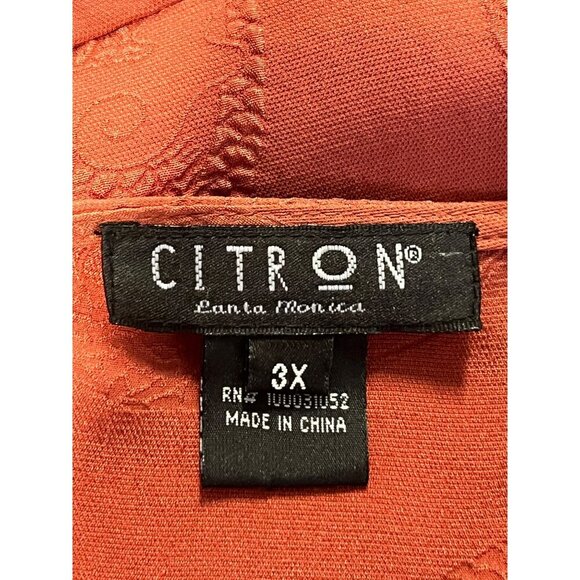 CITRON®
Santa Monica
3X
RN# 100031052
MADE IN CHINA